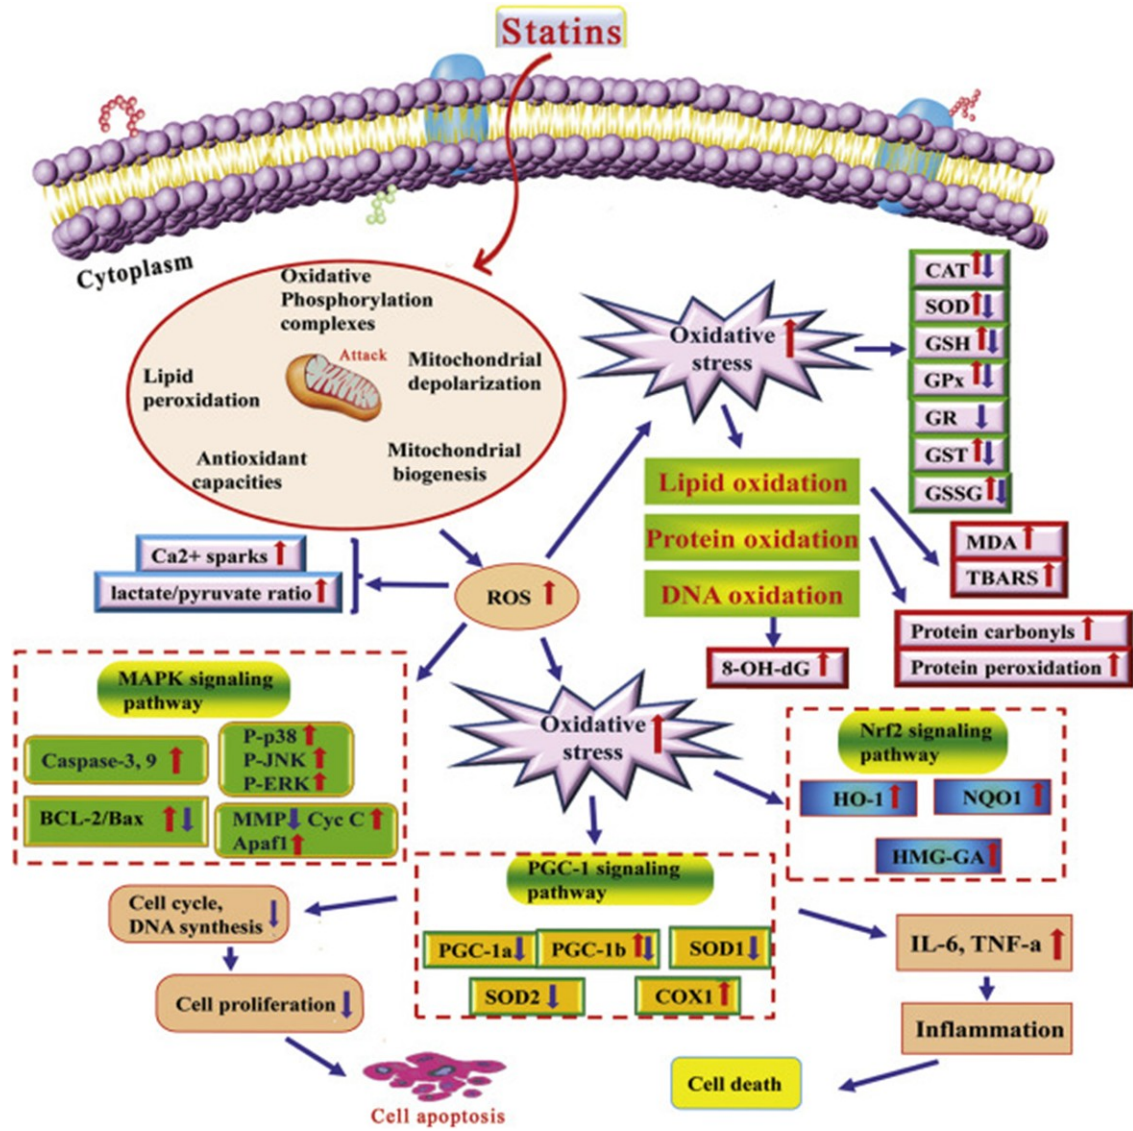 Statins
Cytoplasm
Oxidative
Phosphorylation
complexes
Attack
Mitochondrial
depolarization
Lipid
peroxidation
Mitochondrial
biogenesis
Antioxidant
capacities
Oxidative
stress
CAT
SOD
GSH
GPx
GR
GST
GSSG
Lipid oxidation
Protein oxidation
DNA oxidation
MDA
TBARS
Protein carbonyls
Protein peroxidation
8-OH-dG
Ca2+ sparks
lactate/pyruvate ratio
ROS
MAPK signaling
pathway
Caspase-3, 9
P-p38
P-JNK
P-ERK
BCL-2/Bax
MMP Cyc C
Apaf1
Oxidative
stress
Nrf2 signaling
pathway
HO-1
NQO1
HMG-GA
PGC-1 signaling
pathway
PGC-1a
PGC-1b
SOD1
SOD2
COX1
Cell cycle,
DNA synthesis
Cell proliferation
Cell apoptosis
IL-6, TNF-a
Inflammation
Cell death